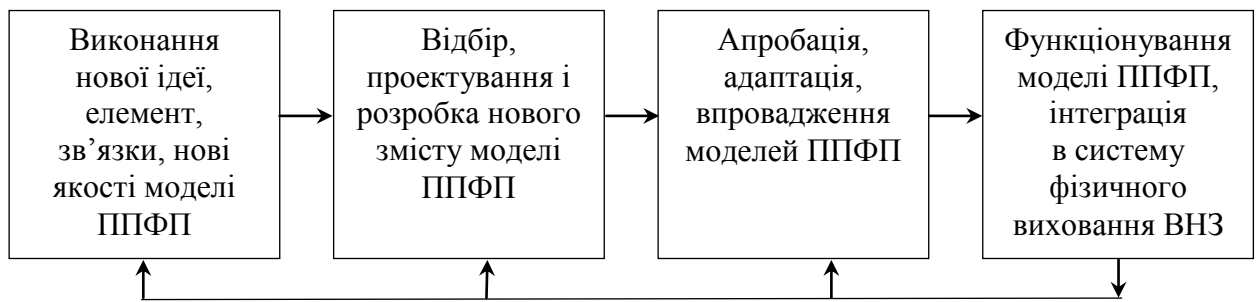 Виконання
нової ідеї,
елемент,
зв’язки, нові
якості моделі
ППФП
Відбір,
проектування і
розробка нового
змісту моделі
ППФП
Апробація,
адаптація,
впровадження
моделей ППФП
Функціонування
моделі ППФП,
інтеграція
в систему
фізичного
виховання ВНЗ